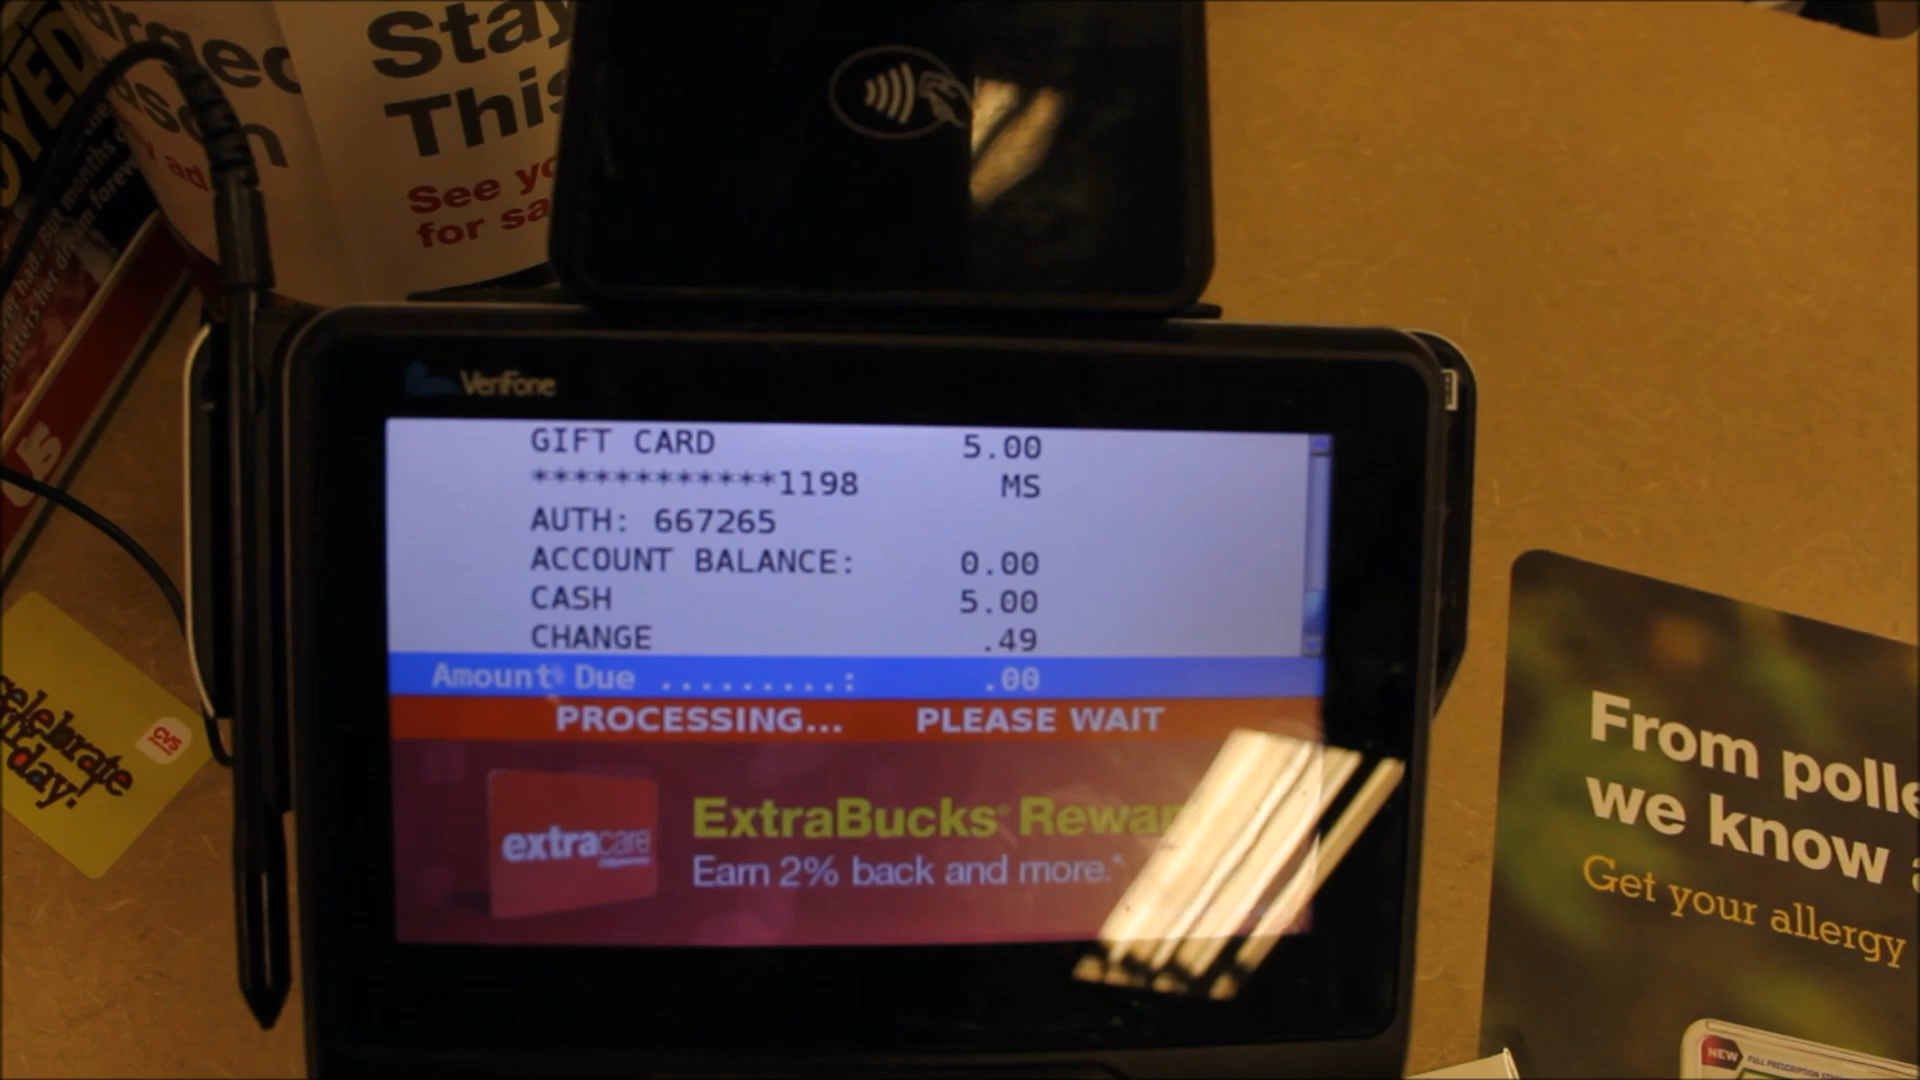 Stay
This
See yo
for sa
VeriFone
GIFT CARD 5.00
************1198 MS
AUTH: 667265
ACCOUNT BALANCE: 0.00
CASH 5.00
CHANGE .49
Amount Due .........: .00
PROCESSING... PLEASE WAIT
extracare
ExtraBucks® Rewar
Earn 2% back and more.*
celebrate
day!
CVS
From polle
we know a
Get your allergy
NEW